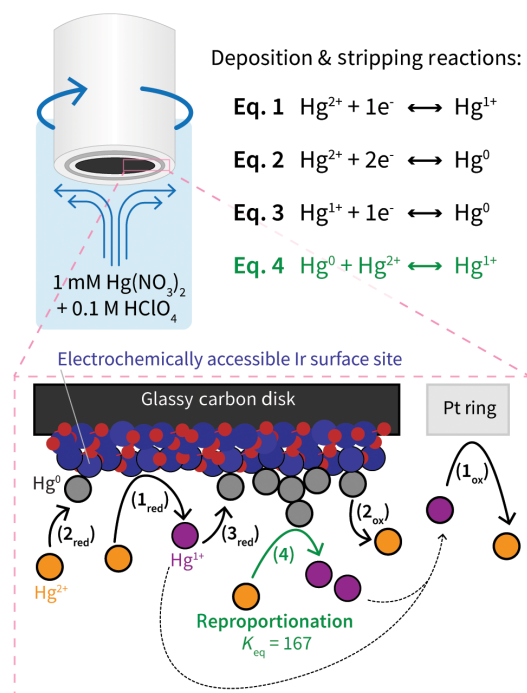 Deposition & stripping reactions:
Eq. 1 Hg²⁺ + 1e⁻ ⟷ Hg¹⁺
Eq. 2 Hg²⁺ + 2e⁻ ⟷ Hg⁰
Eq. 3 Hg¹⁺ + 1e⁻ ⟷ Hg⁰
Eq. 4 Hg⁰ + Hg²⁺ ⟷ Hg¹⁺
1 mM Hg(NO₃)₂
+ 0.1 M HClO₄
Electrochemically accessible Ir surface site
Glassy carbon disk
Pt ring
Hg⁰
(2red)
(1red)
Hg¹⁺
(3red)
(2ox)
(1ox)
(4)
Hg²⁺
Reproportionation
Keq = 167